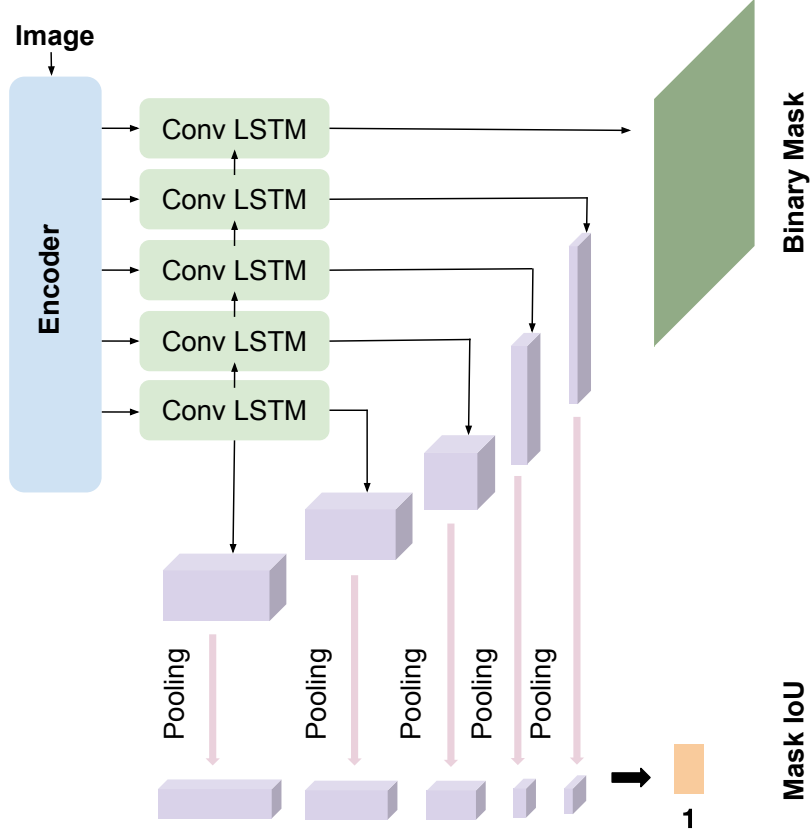 Image
Encoder
Conv LSTM
Conv LSTM
Conv LSTM
Conv LSTM
Conv LSTM
Binary Mask
Pooling
Pooling
Pooling
Pooling
Pooling
Mask IoU
1